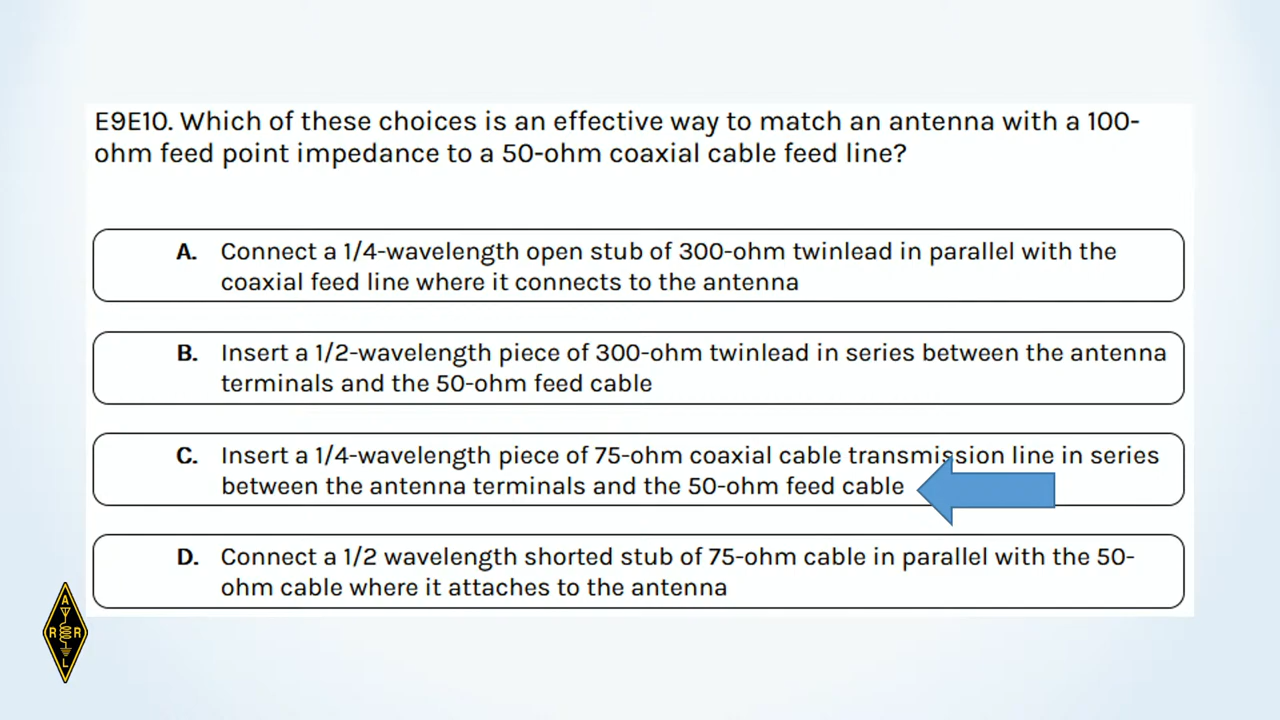 E9E10. Which of these choices is an effective way to match an antenna with a 100-
ohm feed point impedance to a 50-ohm coaxial cable feed line?
A. Connect a 1/4-wavelength open stub of 300-ohm twinlead in parallel with the
coaxial feed line where it connects to the antenna
B. Insert a 1/2-wavelength piece of 300-ohm twinlead in series between the antenna
terminals and the 50-ohm feed cable
C. Insert a 1/4-wavelength piece of 75-ohm coaxial cable transmission line in series
between the antenna terminals and the 50-ohm feed cable
D. Connect a 1/2 wavelength shorted stub of 75-ohm cable in parallel with the 50-
ohm cable where it attaches to the antenna
A
R R
L